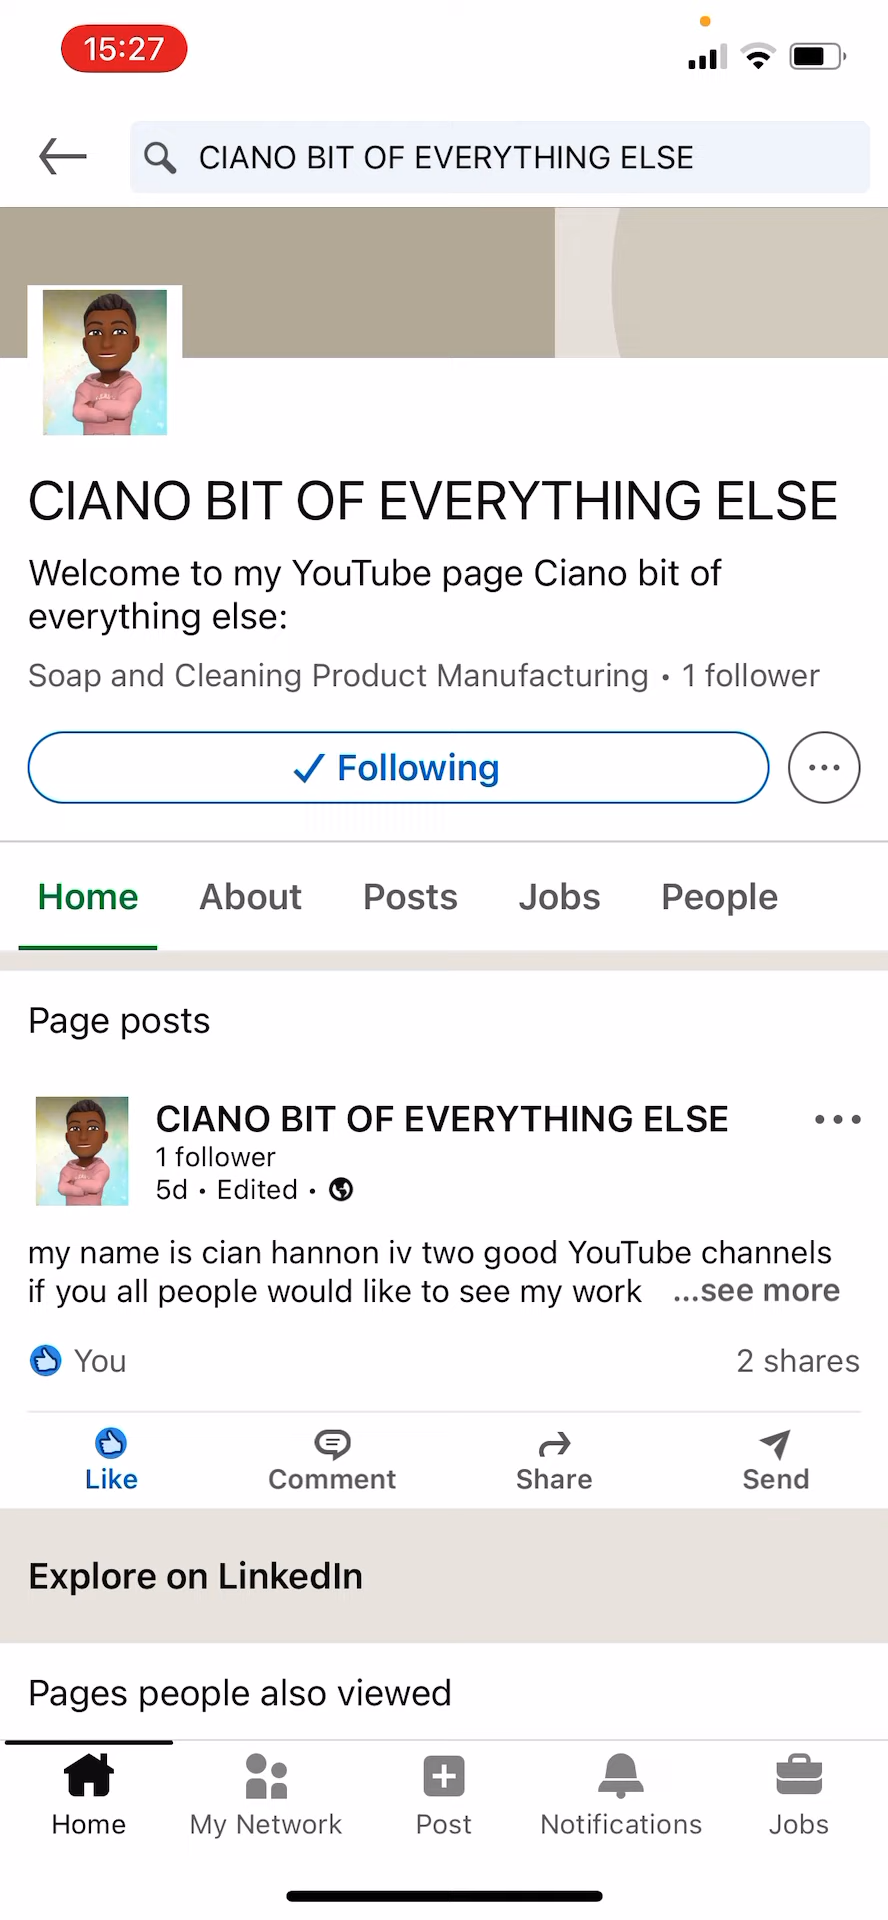 15:27
CIANO BIT OF EVERYTHING ELSE
CIANO BIT OF EVERYTHING ELSE
Welcome to my YouTube page Ciano bit of
everything else:
Soap and Cleaning Product Manufacturing • 1 follower
Following
Home About Posts Jobs People
Page posts
CIANO BIT OF EVERYTHING ELSE
1 follower
5d • Edited •
my name is cian hannon iv two good YouTube channels
if you all people would like to see my work ...see more
You 2 shares
Like Comment Share Send
Explore on LinkedIn
Pages people also viewed
Home My Network Post Notifications Jobs